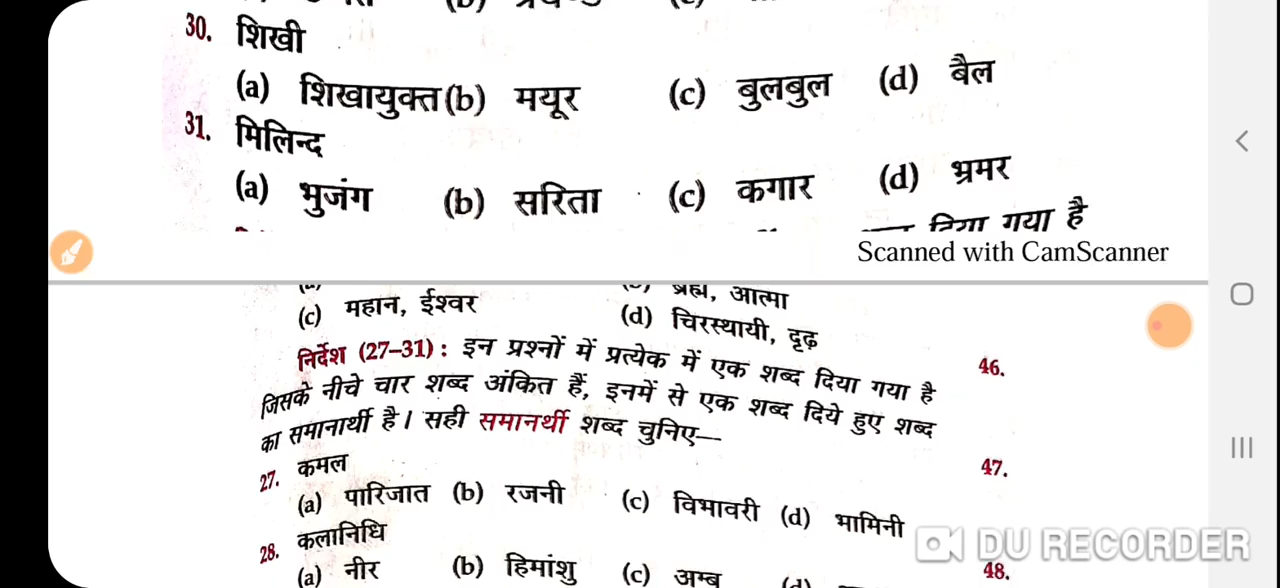 30. शिखी
(a) शिखायुक्त (b) मयूर (c) बुलबुल (d) बैल
31. मिलिन्द
(a) भुजंग (b) सरिता (c) कगार (d) भ्रमर
दिया गया है
Scanned with CamScanner
ब्रह्म, आत्मा
(c) महान, ईश्वर (d) चिरस्थायी, दृढ़
निर्देश (27–31) : इन प्रश्नों में प्रत्येक में एक शब्द दिया गया है
जिसके नीचे चार शब्द अंकित हैं, इनमें से एक शब्द दिये हुए शब्द
का समानार्थी है। सही समानर्थी शब्द चुनिए—
46.
27. कमल
47.
(a) पारिजात (b) रजनी (c) विभावरी (d) भामिनी
28. कलानिधि
(a) नीर (b) हिमांशु (c) अम्बु (d)
48.
DU RECORDER